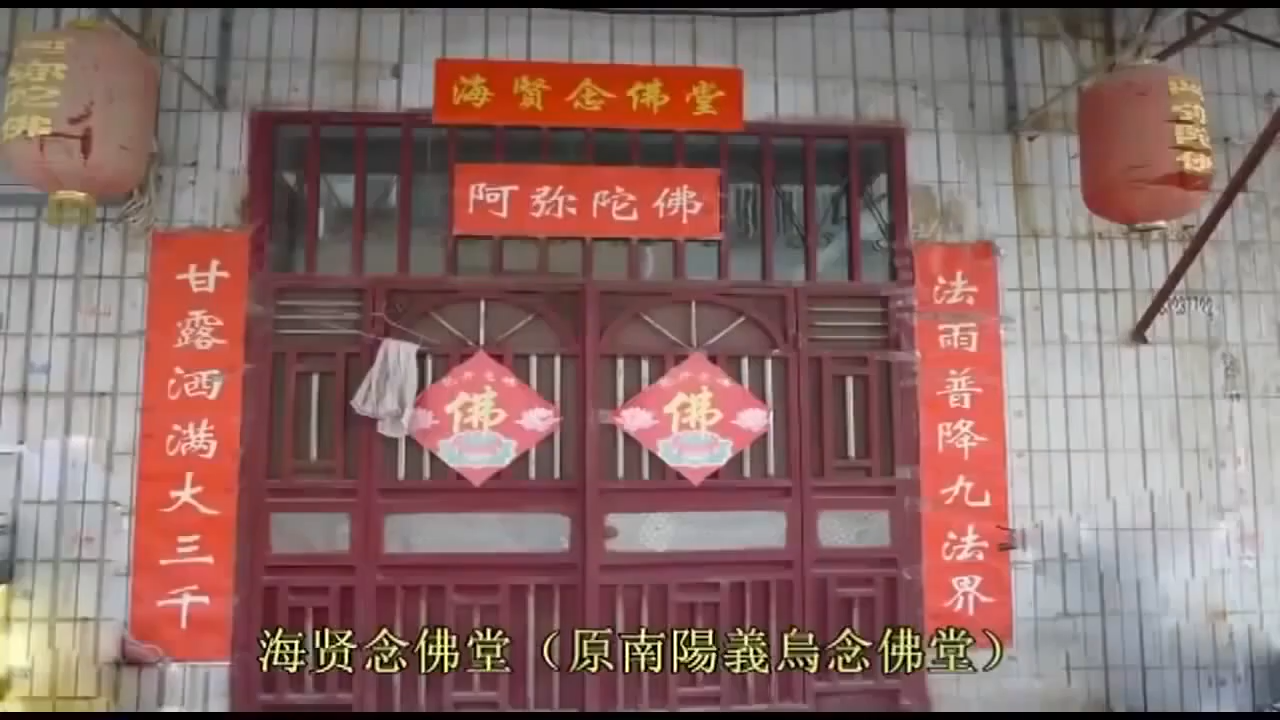 海贤念佛堂
阿弥陀佛
甘露洒满大三千
法雨普降九法界
佛
佛
海贤念佛堂（原南陽義烏念佛堂）